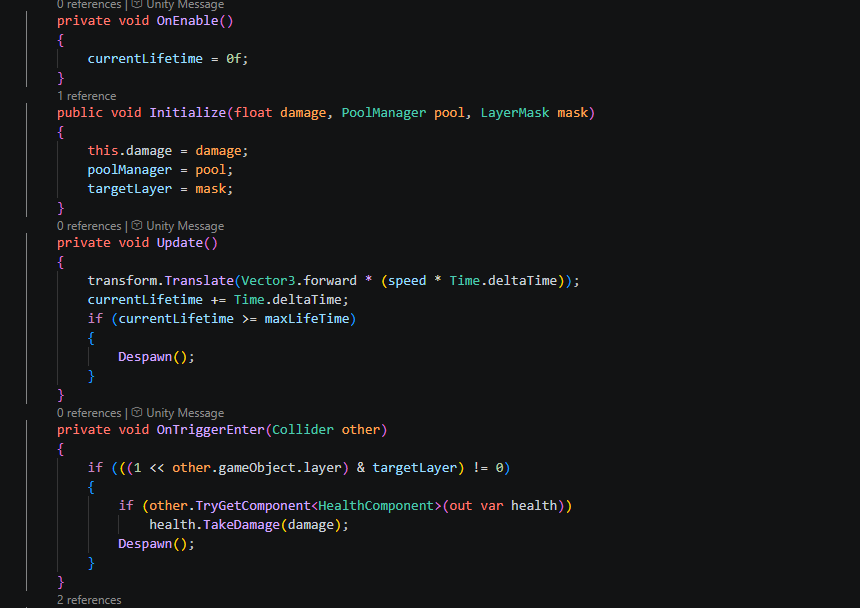 0 references | Unity Message
private void OnEnable()
{
currentLifetime = 0f;
}
1 reference
public void Initialize(float damage, PoolManager pool, LayerMask mask)
{
this.damage = damage;
poolManager = pool;
targetLayer = mask;
}
0 references | Unity Message
private void Update()
{
transform.Translate(Vector3.forward * (speed * Time.deltaTime));
currentLifetime += Time.deltaTime;
if (currentLifetime >= maxLifeTime)
{
Despawn();
}
}
0 references | Unity Message
private void OnTriggerEnter(Collider other)
{
if (((1 << other.gameObject.layer) & targetLayer) != 0)
{
if (other.TryGetComponent<HealthComponent>(out var health))
health.TakeDamage(damage);
Despawn();
}
}
2 references